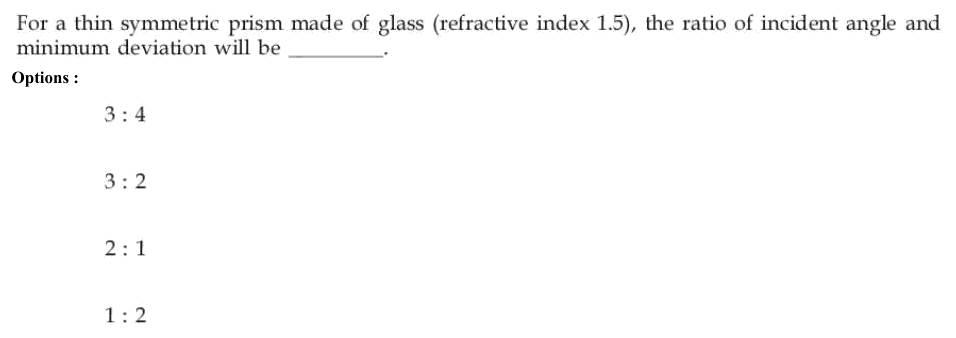 For a thin symmetric prism made of glass (refractive index 1.5), the ratio of incident angle and
minimum deviation will be _________.
Options :
3 : 4
3 : 2
2 : 1
1 : 2